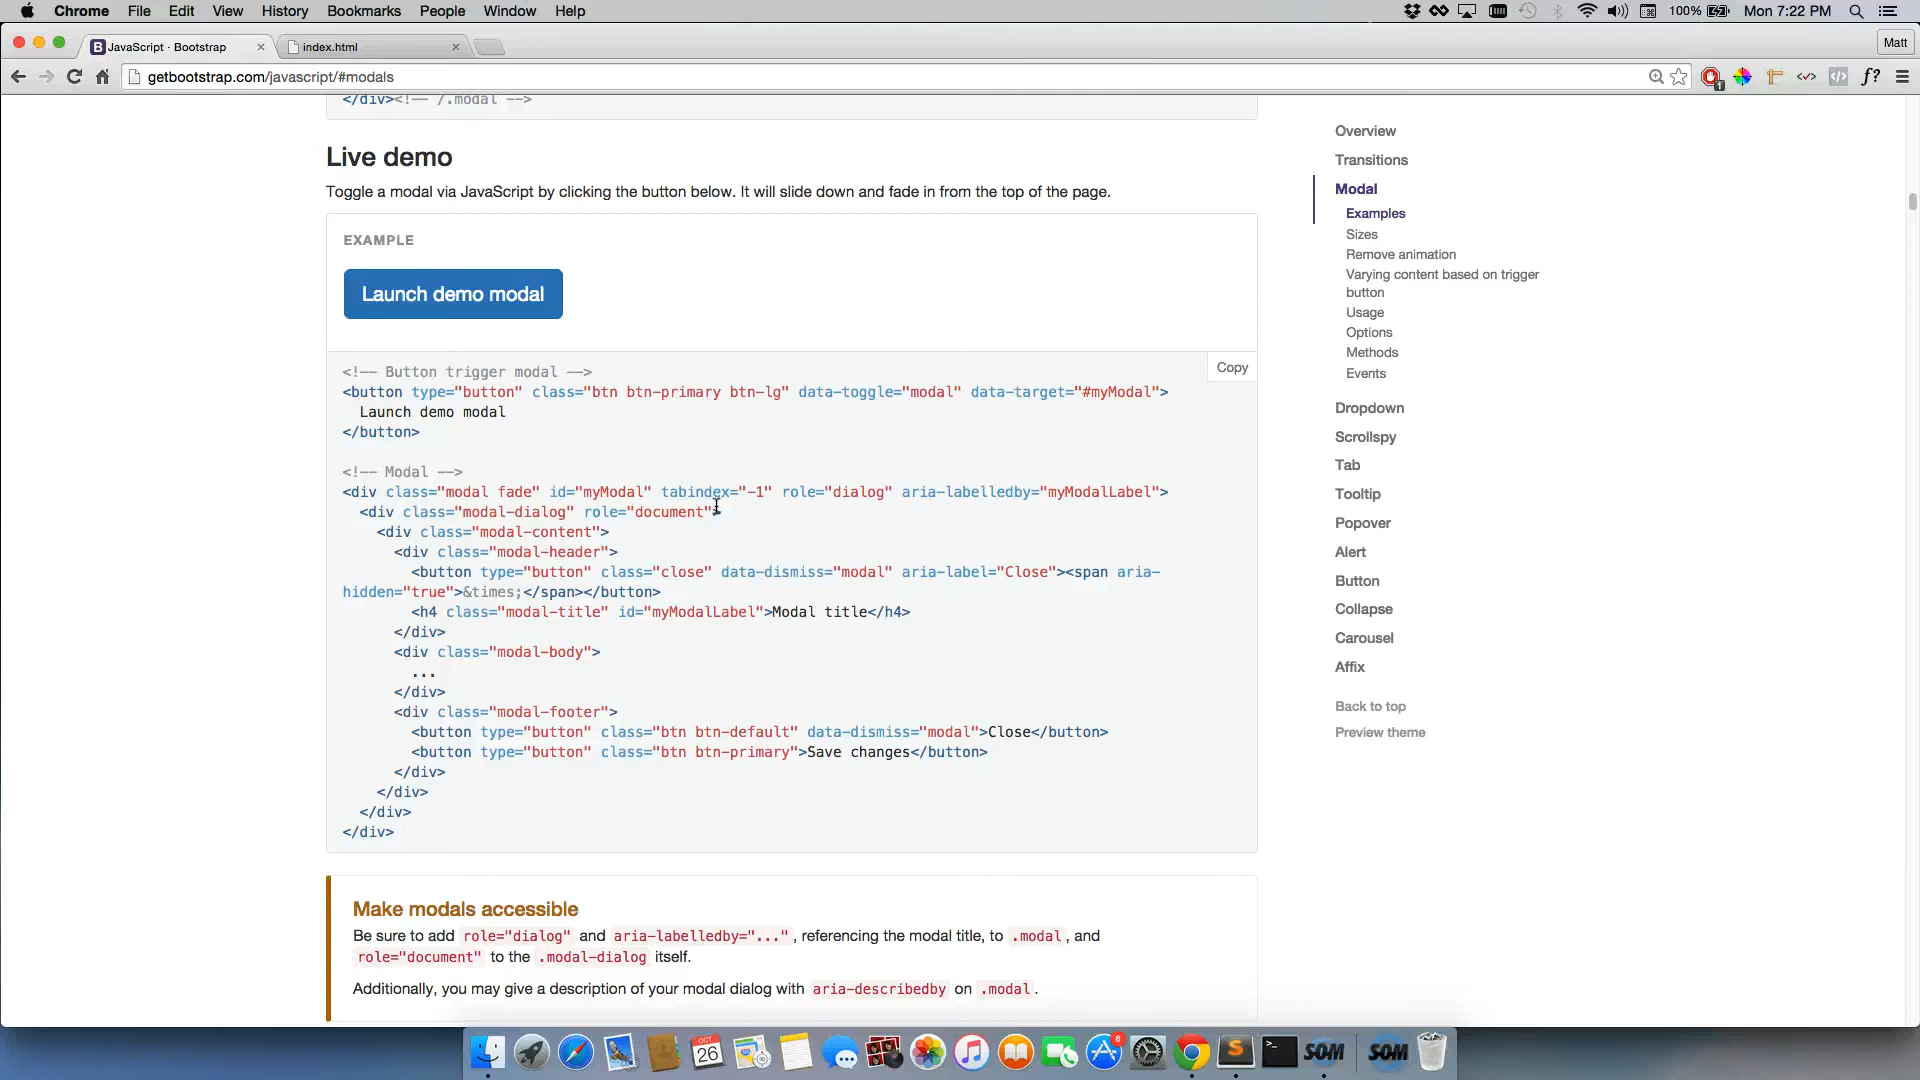 Chrome File Edit View History Bookmarks People Window Help 100% Mon 7:22 PM
JavaScript · Bootstrap index.html Matt
getbootstrap.com/javascript/#modals
</div><!-- /.modal -->
Live demo
Toggle a modal via JavaScript by clicking the button below. It will slide down and fade in from the top of the page.
EXAMPLE
Launch demo modal
Copy
<!-- Button trigger modal -->
<button type="button" class="btn btn-primary btn-lg" data-toggle="modal" data-target="#myModal">
Launch demo modal
</button>
<!-- Modal -->
<div class="modal fade" id="myModal" tabindex="-1" role="dialog" aria-labelledby="myModalLabel">
<div class="modal-dialog" role="document">
<div class="modal-content">
<div class="modal-header">
<button type="button" class="close" data-dismiss="modal" aria-label="Close"><span aria-
hidden="true">&times;</span></button>
<h4 class="modal-title" id="myModalLabel">Modal title</h4>
</div>
<div class="modal-body">
...
</div>
<div class="modal-footer">
<button type="button" class="btn btn-default" data-dismiss="modal">Close</button>
<button type="button" class="btn btn-primary">Save changes</button>
</div>
</div>
</div>
</div>
Make modals accessible
Be sure to add role="dialog" and aria-labelledby="...", referencing the modal title, to .modal, and
role="document" to the .modal-dialog itself.
Additionally, you may give a description of your modal dialog with aria-describedby on .modal.
Overview
Transitions
Modal
Examples
Sizes
Remove animation
Varying content based on trigger
button
Usage
Options
Methods
Events
Dropdown
Scrollspy
Tab
Tooltip
Popover
Alert
Button
Collapse
Carousel
Affix
Back to top
Preview theme
OCT
26
8
SOM
SOM